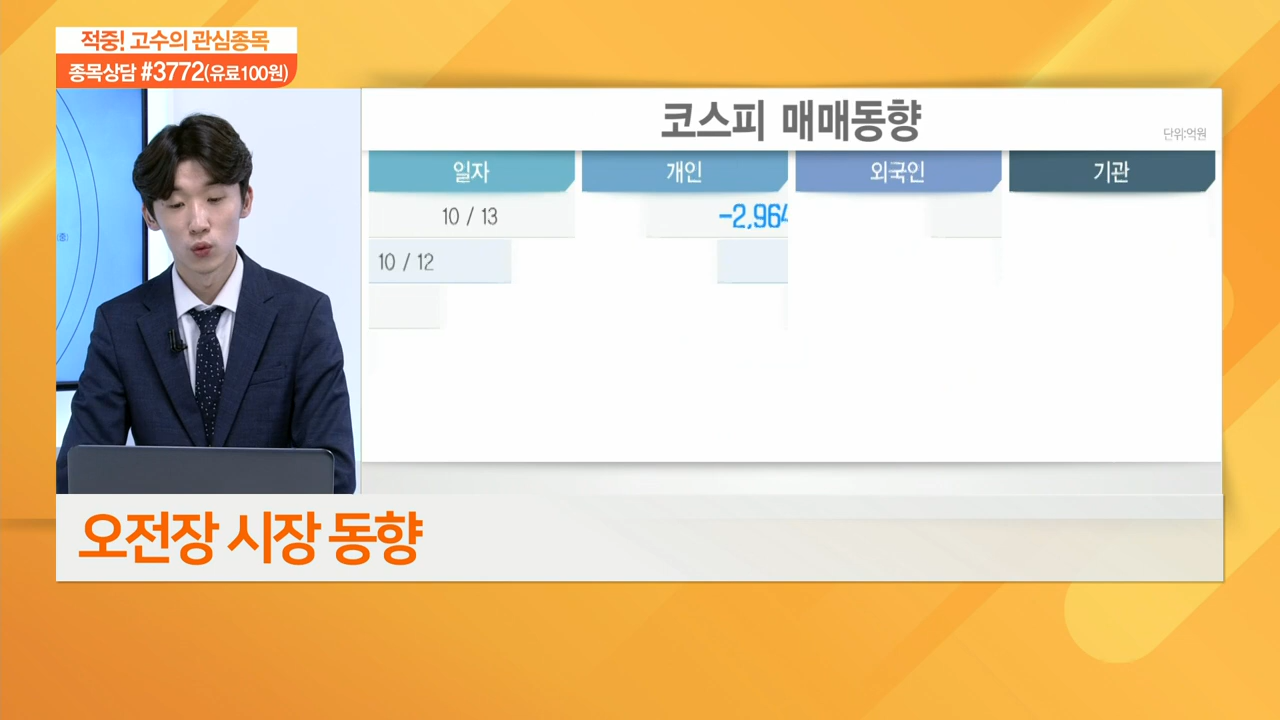 적중! 고수의 관심종목
종목상담 #3772(유료100원)
코스피 매매동향
단위:억원
일자 개인 외국인 기관
10 / 13 -2,964
10 / 12
오전장 시장 동향